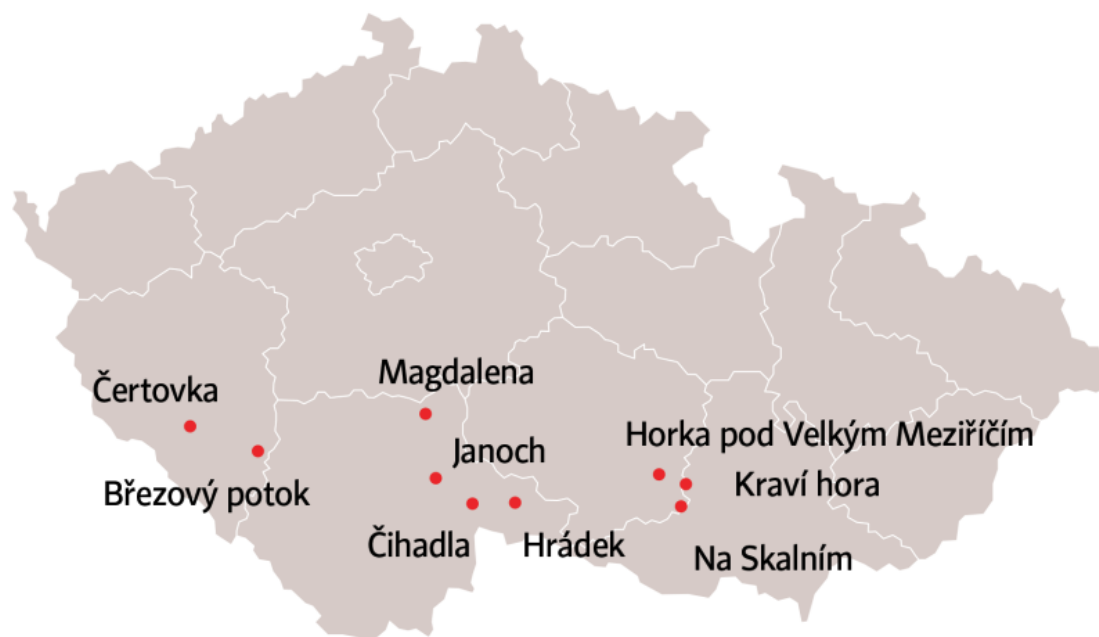 Magdalena
Čertovka
Horka pod Velkým Meziříčím
Janoch
Kraví hora
Březový potok
Čihadla
Hrádek
Na Skalním